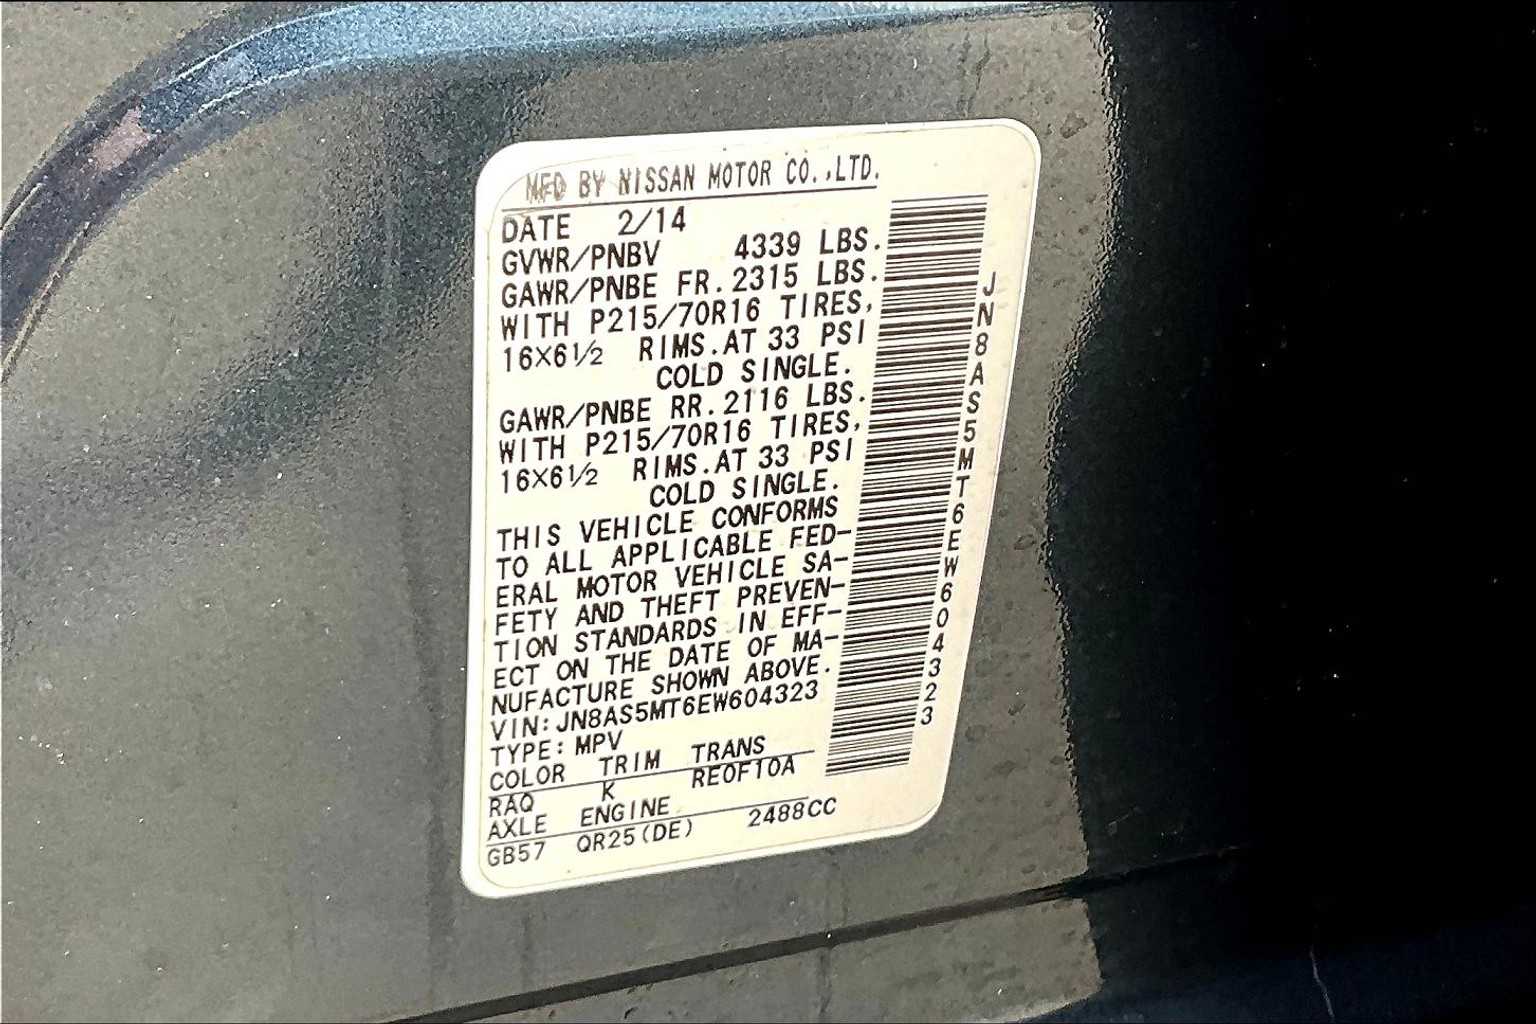 MFD BY NISSAN MOTOR CO.,LTD.
DATE 2/14
GVWR/PNBV 4339 LBS.
GAWR/PNBE FR. 2315 LBS.
WITH P215/70R16 TIRES,
16X6½ RIMS. AT 33 PSI
COLD SINGLE.
GAWR/PNBE RR. 2116 LBS.
WITH P215/70R16 TIRES,
16X6½ RIMS. AT 33 PSI
COLD SINGLE.
THIS VEHICLE CONFORMS
TO ALL APPLICABLE FED-
ERAL MOTOR VEHICLE SA-
FETY AND THEFT PREVEN-
TION STANDARDS IN EFF-
ECT ON THE DATE OF MA-
NUFACTURE SHOWN ABOVE.
VIN: JN8AS5MT6EW604323
TYPE: MPV
COLOR TRIM TRANS
RAQ K RE0F10A
AXLE ENGINE
GB57 QR25(DE) 2488CC
JN8AS5MT6EW604323